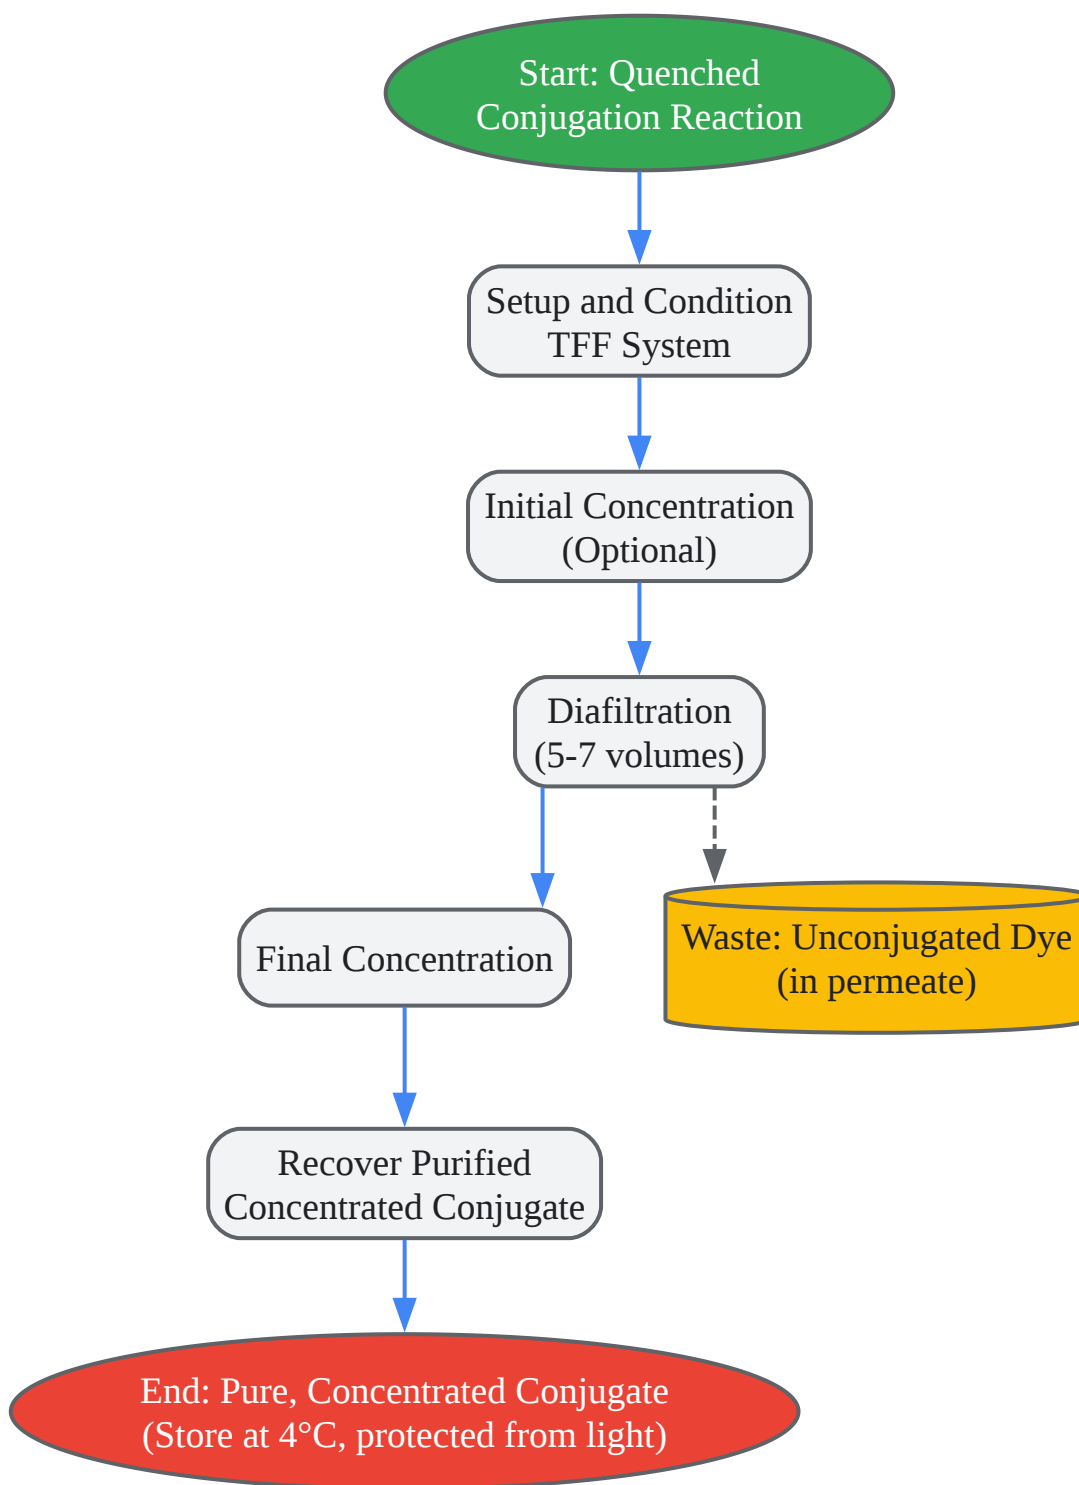 Start: Quenched
Conjugation Reaction
Setup and Condition
TFF System
Initial Concentration
(Optional)
Diafiltration
(5-7 volumes)
Final Concentration
Waste: Unconjugated Dye
(in permeate)
Recover Purified
Concentrated Conjugate
End: Pure, Concentrated Conjugate
(Store at 4°C, protected from light)